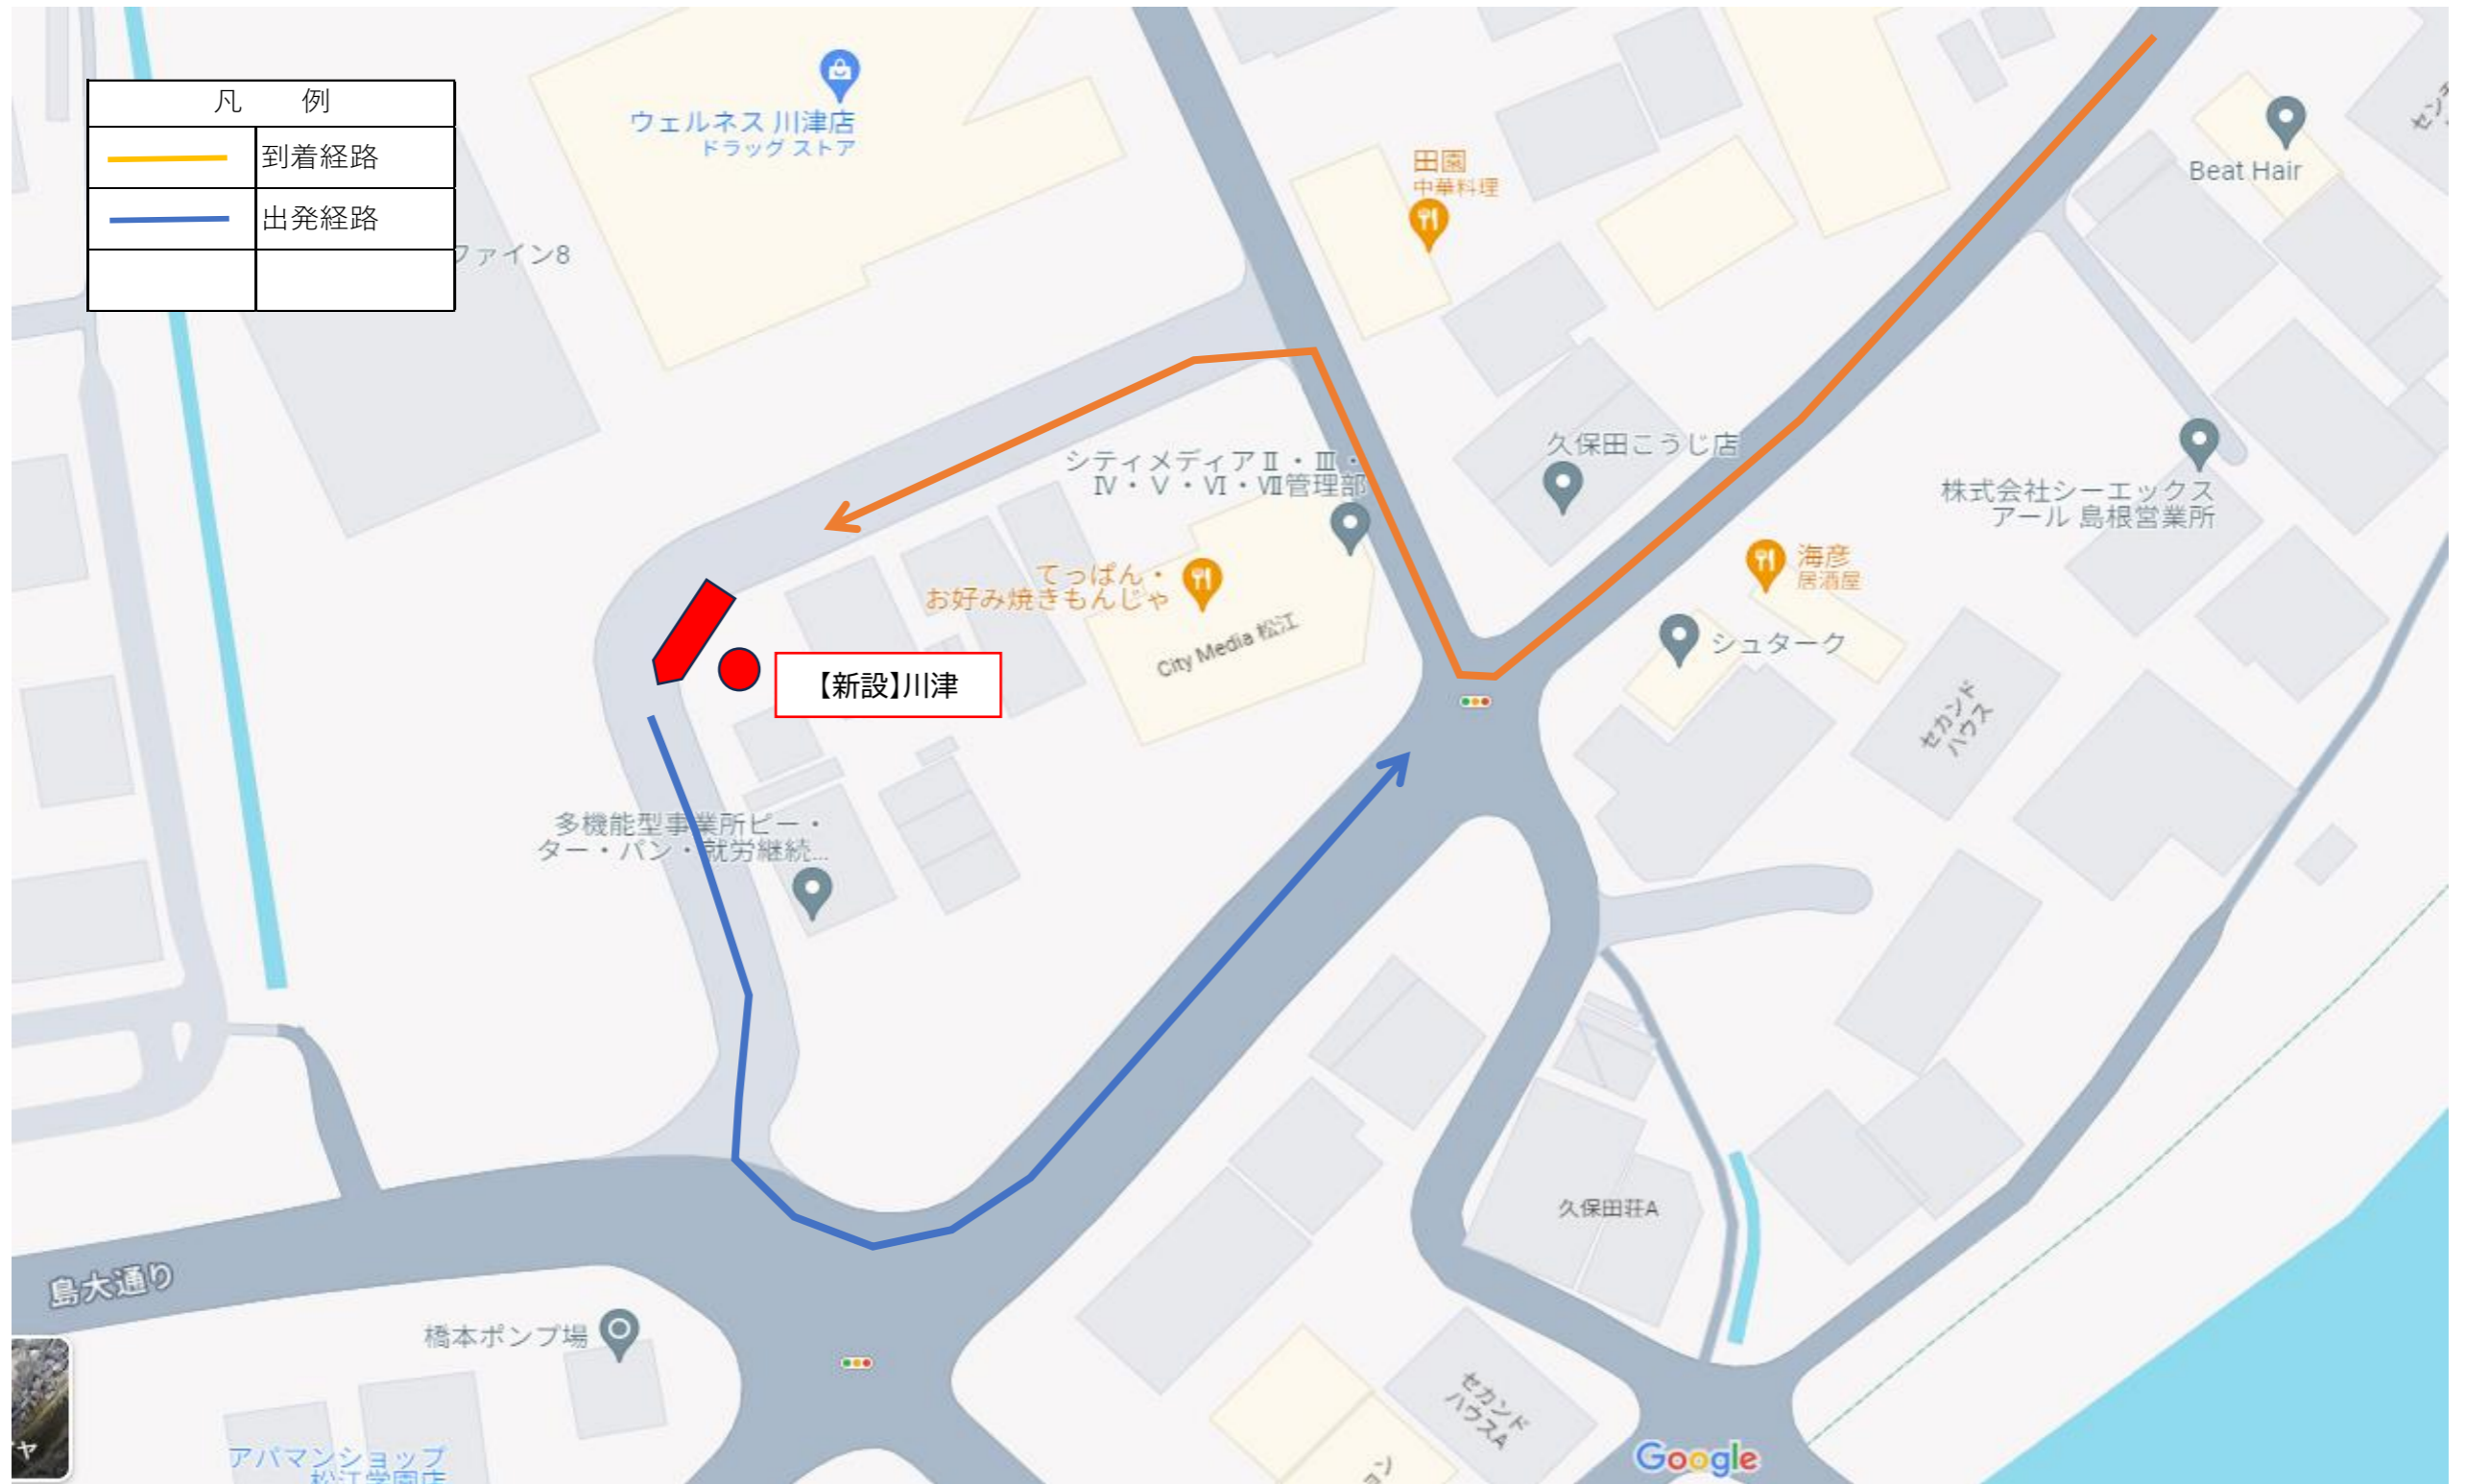 凡 例
到着経路
出発経路
ファイン8
ウェルネス 川津店
ドラッグ ストア
田園
中華料理
Beat Hair
シティメディアⅡ・Ⅲ・
Ⅳ・Ⅴ・Ⅵ・Ⅶ管理部
久保田こうじ店
株式会社シーエックス
アール 島根営業所
てっぱん・
お好み焼きもんじゃ
City Media 松江
海彦
居酒屋
シュターク
【新設】川津
セカンド
ハウス
多機能型事業所ピー・
ター・パン・就労継続...
久保田荘A
島大通り
橋本ポンプ場
セカンド
ハウスA
アパマンショップ
松江学園店
Google